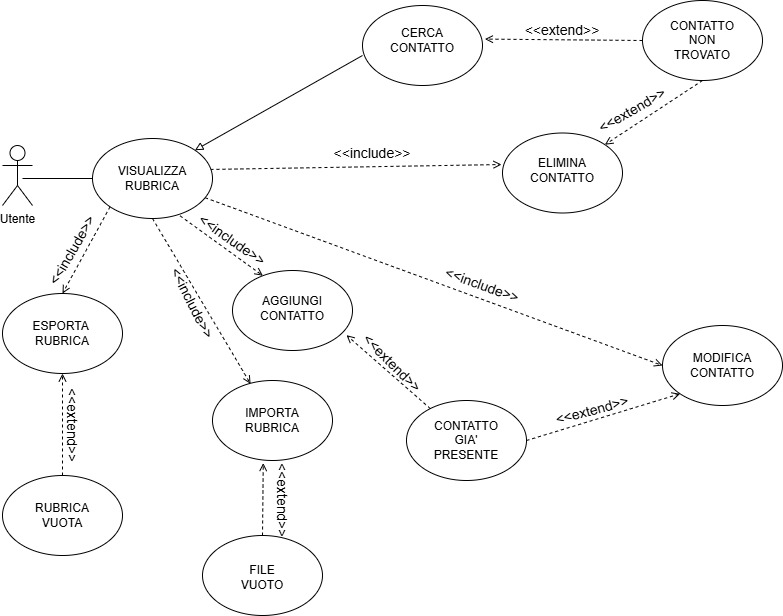 CERCA
CONTATTO
<<extend>>
CONTATTO
NON
TROVATO
<<extend>>
<<include>>
ELIMINA
CONTATTO
VISUALIZZA
RUBRICA
Utente
<<include>>
<<include>>
<<include>>
<<include>>
AGGIUNGI
CONTATTO
ESPORTA
RUBRICA
<<extend>>
MODIFICA
CONTATTO
<<extend>>
IMPORTA
RUBRICA
<<extend>>
CONTATTO
GIA'
PRESENTE
<<extend>>
RUBRICA
VUOTA
FILE
VUOTO